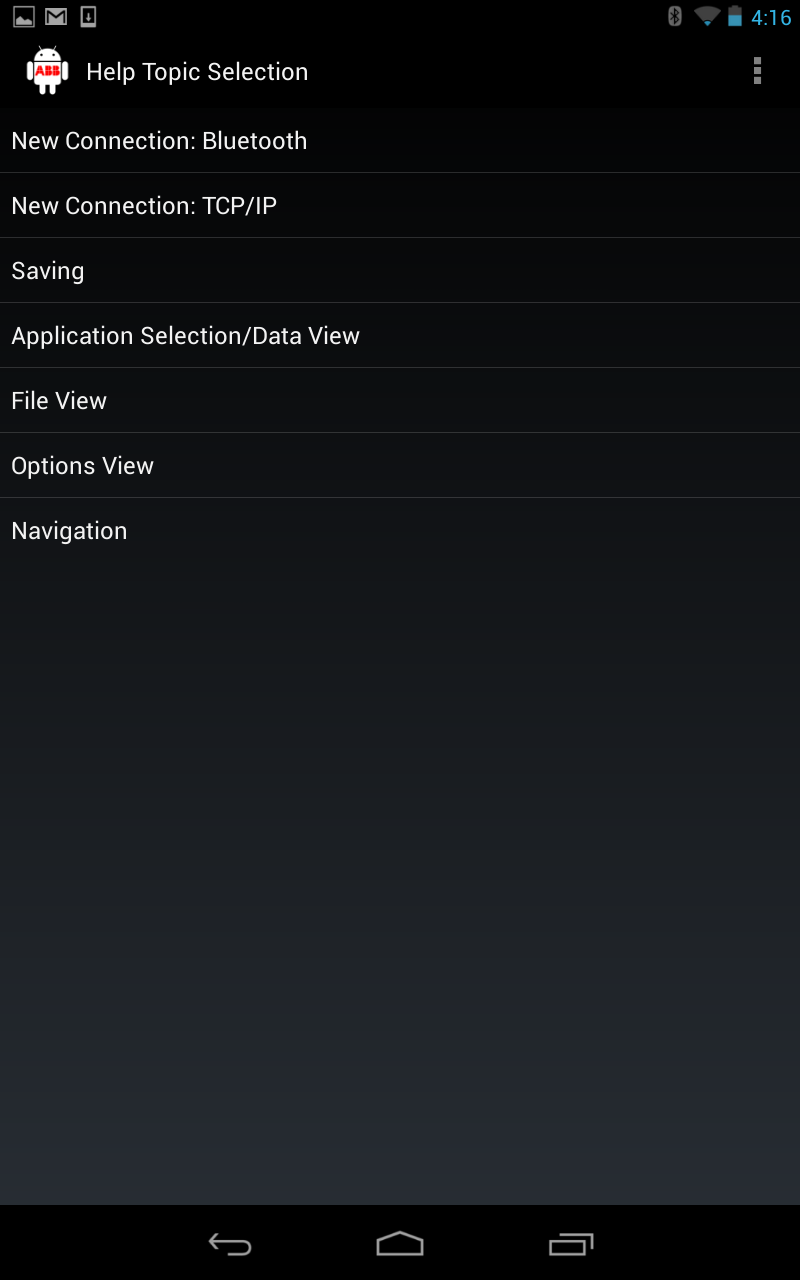 4:16
ABB
Help Topic Selection
New Connection: Bluetooth
New Connection: TCP/IP
Saving
Application Selection/Data View
File View
Options View
Navigation